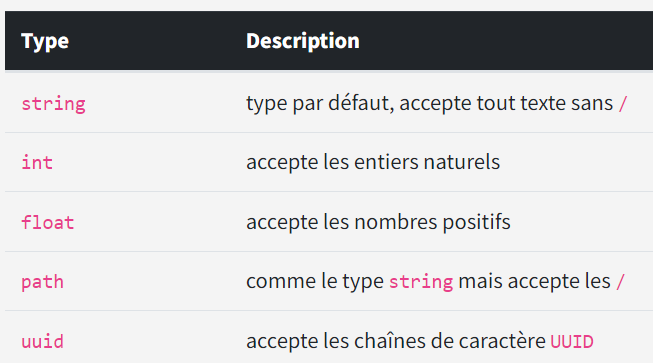 Type Description
string type par défaut, accepte tout texte sans /
int accepte les entiers naturels
float accepte les nombres positifs
path comme le type string mais accepte les /
uuid accepte les chaînes de caractère UUID